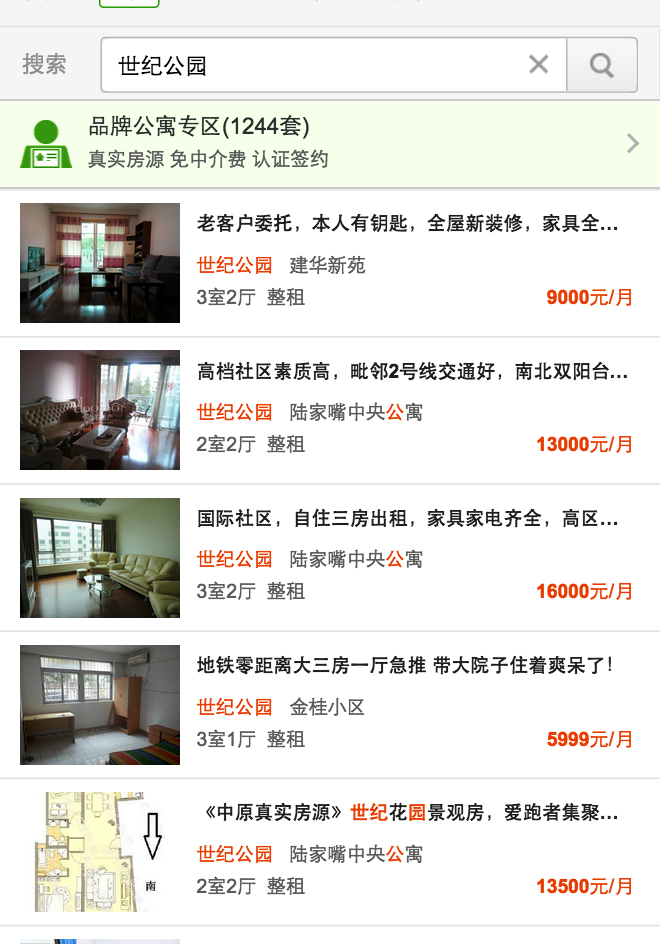 搜索 世纪公园
品牌公寓专区(1244套)
真实房源 免中介费 认证签约
老客户委托，本人有钥匙，全屋新装修，家具全...
世纪公园 建华新苑
3室2厅 整租 9000元/月
高档社区素质高，毗邻2号线交通好，南北双阳台...
世纪公园 陆家嘴中央公寓
2室2厅 整租 13000元/月
国际社区，自住三房出租，家具家电齐全，高区...
世纪公园 陆家嘴中央公寓
3室2厅 整租 16000元/月
地铁零距离大三房一厅急推 带大院子住着爽呆了！
世纪公园 金桂小区
3室1厅 整租 5999元/月
南
《中原真实房源》世纪花园景观房，爱跑者集聚...
世纪公园 陆家嘴中央公寓
2室2厅 整租 13500元/月